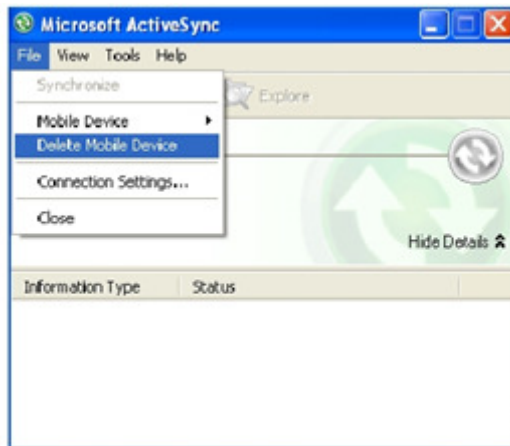 Microsoft ActiveSync
File View Tools Help
Synchronize
Explore
Mobile Device
Delete Mobile Device
Connection Settings...
Close
Hide Details
Information Type Status